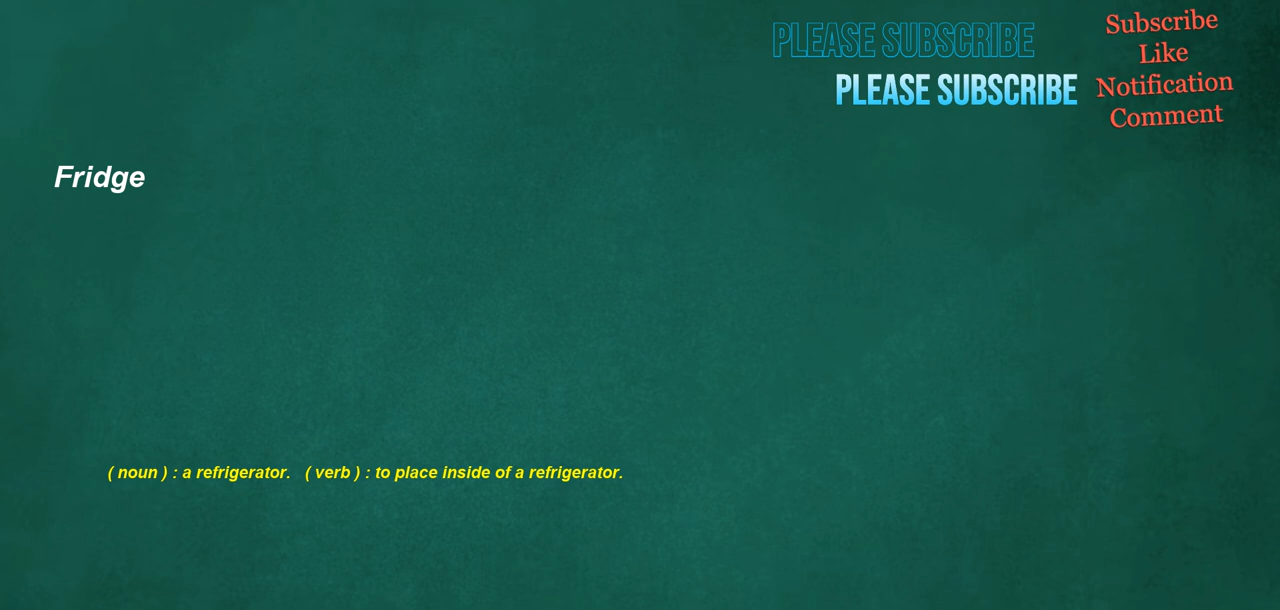 PLEASE SUBSCRIBE
PLEASE SUBSCRIBE
Subscribe
Like
Notification
Comment
Fridge
( noun ) : a refrigerator.   ( verb ) : to place inside of a refrigerator.